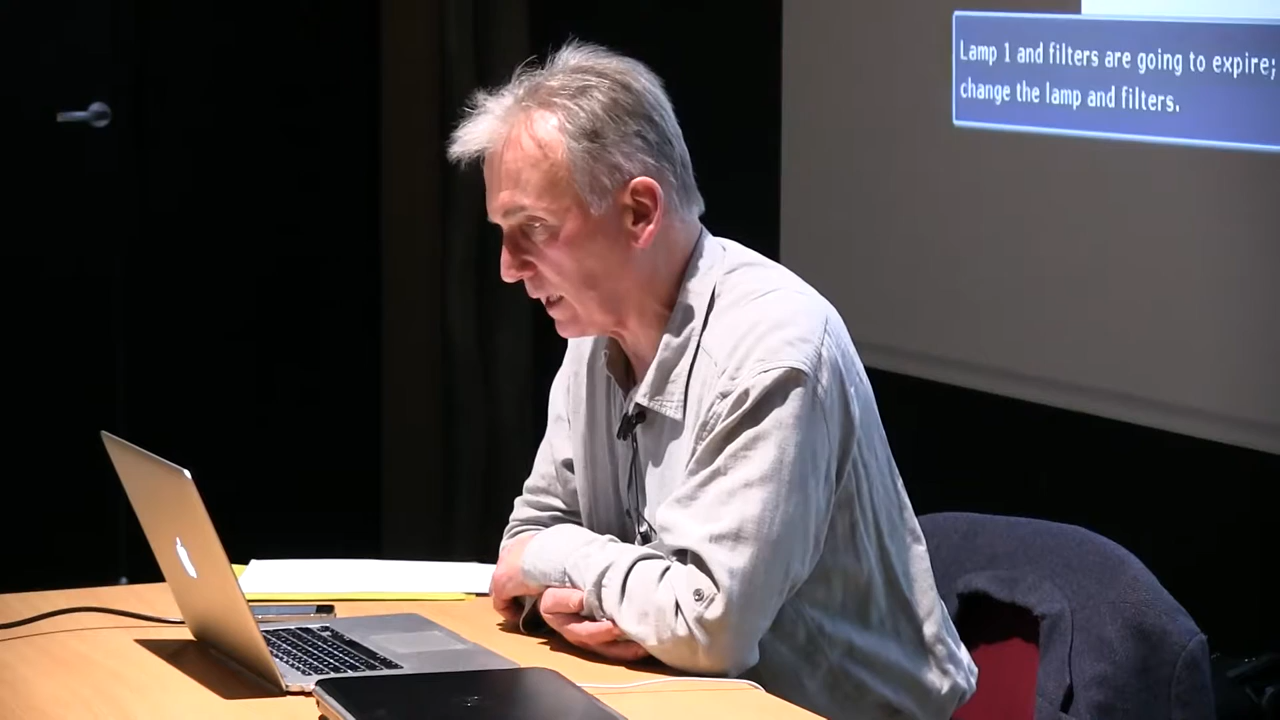 Lamp 1 and filters are going to expire;
change the lamp and filters.